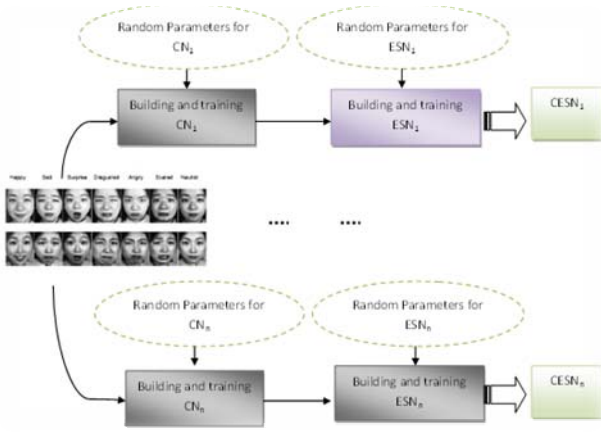 Random Parameters for
CN₁
Random Parameters for
ESN₁
Building and training
CN₁
Building and training
ESN₁
CESN₁
Happy Sad Surprise Disgusted Angry Scared Neutral
....
....
Random Parameters for
CNₙ
Random Parameters for
ESNₙ
Building and training
CNₙ
Building and training
ESNₙ
CESNₙ